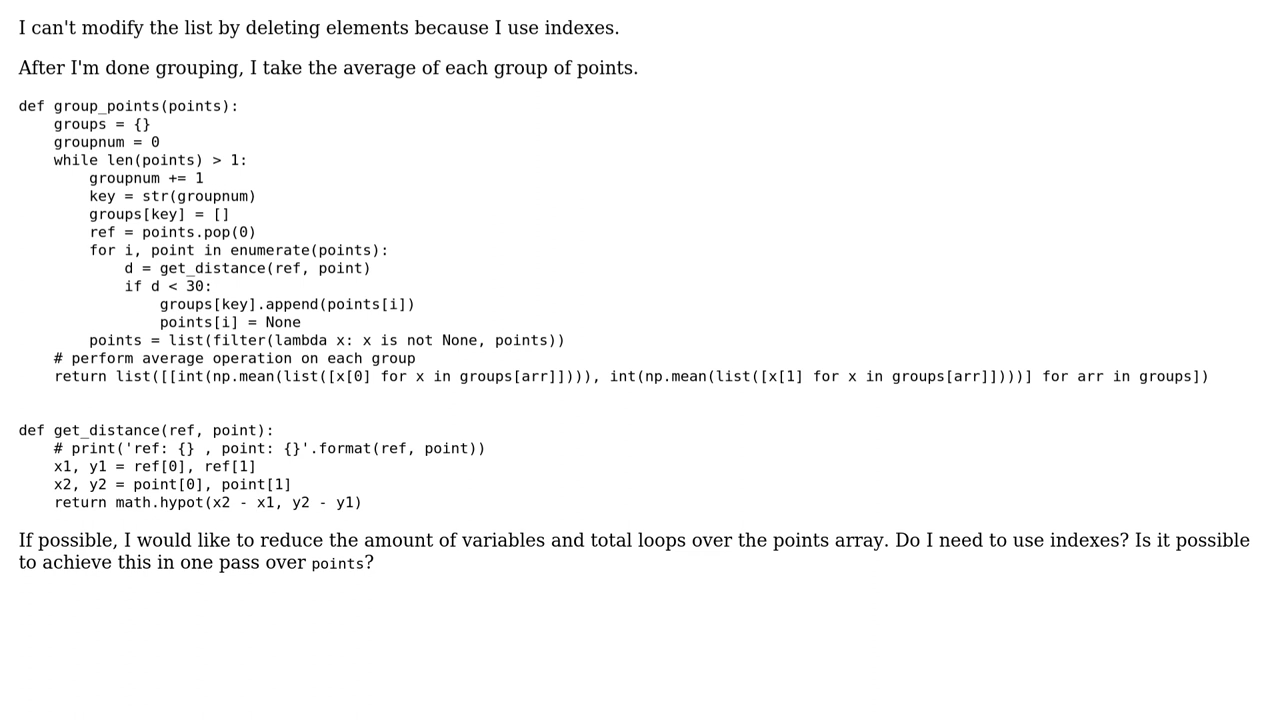 I can't modify the list by deleting elements because I use indexes.
After I'm done grouping, I take the average of each group of points.
def group_points(points):
    groups = {}
    groupnum = 0
    while len(points) > 1:
        groupnum += 1
        key = str(groupnum)
        groups[key] = []
        ref = points.pop(0)
        for i, point in enumerate(points):
            d = get_distance(ref, point)
            if d < 30:
                groups[key].append(points[i])
                points[i] = None
        points = list(filter(lambda x: x is not None, points))
    # perform average operation on each group
    return list([[int(np.mean(list([x[0] for x in groups[arr]]))), int(np.mean(list([x[1] for x in groups[arr]])))] for arr in groups])
def get_distance(ref, point):
    # print('ref: {} , point: {}'.format(ref, point))
    x1, y1 = ref[0], ref[1]
    x2, y2 = point[0], point[1]
    return math.hypot(x2 - x1, y2 - y1)
If possible, I would like to reduce the amount of variables and total loops over the points array. Do I need to use indexes? Is it possible
to achieve this in one pass over points?